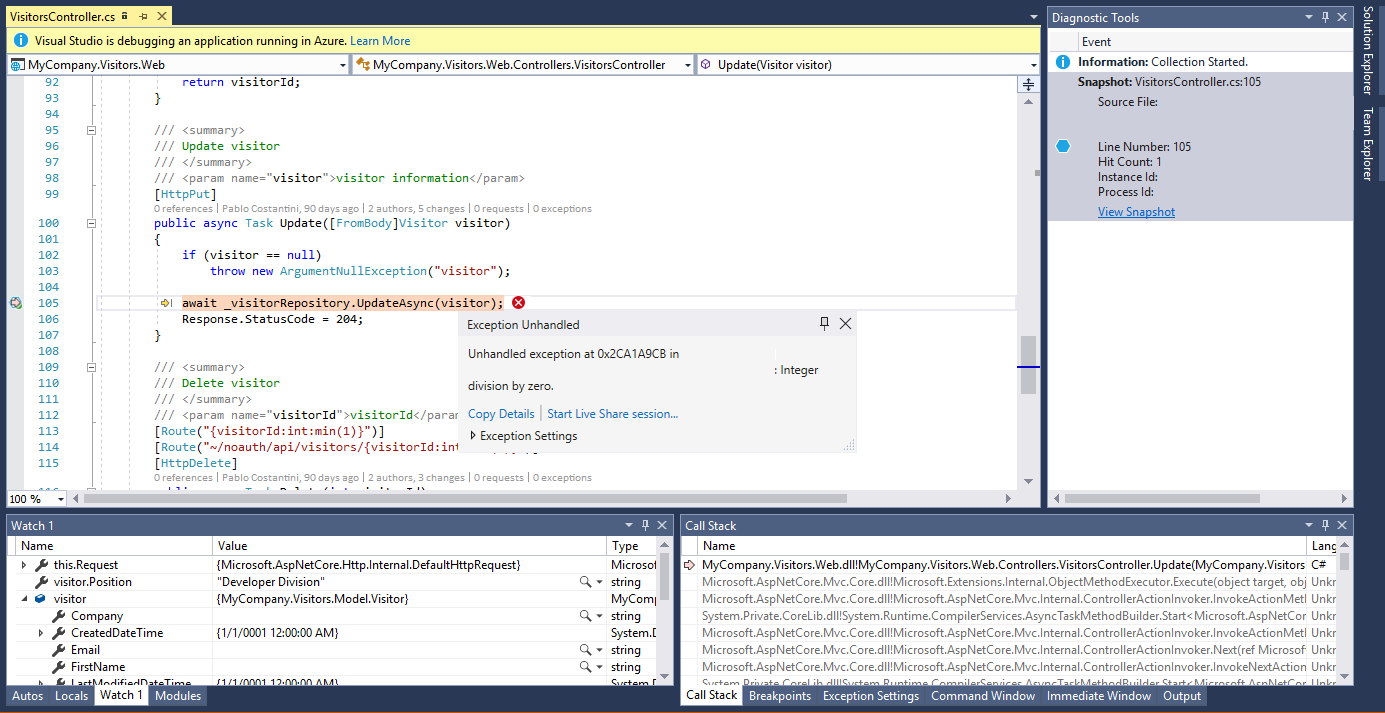 VisitorsController.cs
Visual Studio is debugging an application running in Azure. Learn More
MyCompany.Visitors.Web
MyCompany.Visitors.Web.Controllers.VisitorsController
Update(Visitor visitor)
92 return visitorId;
93 }
94
95 /// <summary>
96 /// Update visitor
97 /// </summary>
98 /// <param name="visitor">visitor information</param>
99 [HttpPut]
0 references | Pablo Costantini, 90 days ago | 2 authors, 5 changes | 0 requests | 0 exceptions
100 public async Task Update([FromBody]Visitor visitor)
101 {
102 if (visitor == null)
103 throw new ArgumentNullException("visitor");
104
105 await _visitorRepository.UpdateAsync(visitor);
106 Response.StatusCode = 204;
107 }
108
109 /// <summary>
110 /// Delete visitor
111 /// </summary>
112 /// <param name="visitorId">visitorId</para
113 [Route("{visitorId:int:min(1)}")]
114 [Route("~/noauth/api/visitors/{visitorId:int
115 [HttpDelete]
0 references | Pablo Costantini, 90 days ago | 2 authors, 3 changes | 0 requests | 0 exceptions
100 %
Exception Unhandled
Unhandled exception at 0x2CA1A9CB in
: Integer
division by zero.
Copy Details | Start Live Share session...
Exception Settings
Diagnostic Tools
Event
Information: Collection Started.
Snapshot: VisitorsController.cs:105
Source File:
Line Number: 105
Hit Count: 1
Instance Id:
Process Id:
View Snapshot
Solution Explorer
Team Explorer
Watch 1
Name Value Type
this.Request {Microsoft.AspNetCore.Http.Internal.DefaultHttpRequest} Microsof
visitor.Position "Developer Division" string
visitor {MyCompany.Visitors.Model.Visitor} MyComp
Company string
CreatedDateTime {1/1/0001 12:00:00 AM} System.D
Email string
FirstName string
LastModifiedDateTime {1/1/0001 12:00:00 AM} System.D
Autos Locals Watch 1 Modules
Call Stack
Name Lang
MyCompany.Visitors.Web.dll!MyCompany.Visitors.Web.Controllers.VisitorsController.Update(MyCompany.Visitors C#
Microsoft.AspNetCore.Mvc.Core.dll!Microsoft.Extensions.Internal.ObjectMethodExecutor.Execute(object target, obj Unkr
Microsoft.AspNetCore.Mvc.Core.dll!Microsoft.AspNetCore.Mvc.Internal.ControllerActionInvoker.InvokeActionMetl Unkr
System.Private.CoreLib.dll!System.Runtime.CompilerServices.AsyncTaskMethodBuilder.Start<Microsoft.AspNetCor Unkr
Microsoft.AspNetCore.Mvc.Core.dll!Microsoft.AspNetCore.Mvc.Internal.ControllerActionInvoker.InvokeActionMetl Unkr
Microsoft.AspNetCore.Mvc.Core.dll!Microsoft.AspNetCore.Mvc.Internal.ControllerActionInvoker.Next(ref Microsof Unkr
Microsoft.AspNetCore.Mvc.Core.dll!Microsoft.AspNetCore.Mvc.Internal.ControllerActionInvoker.InvokeNextAction Unkr
System.Private.CoreLib.dll!System.Runtime.CompilerServices.AsyncTaskMethodBuilder.Start<Microsoft.AspNetCor Unkr
Call Stack Breakpoints Exception Settings Command Window Immediate Window Output